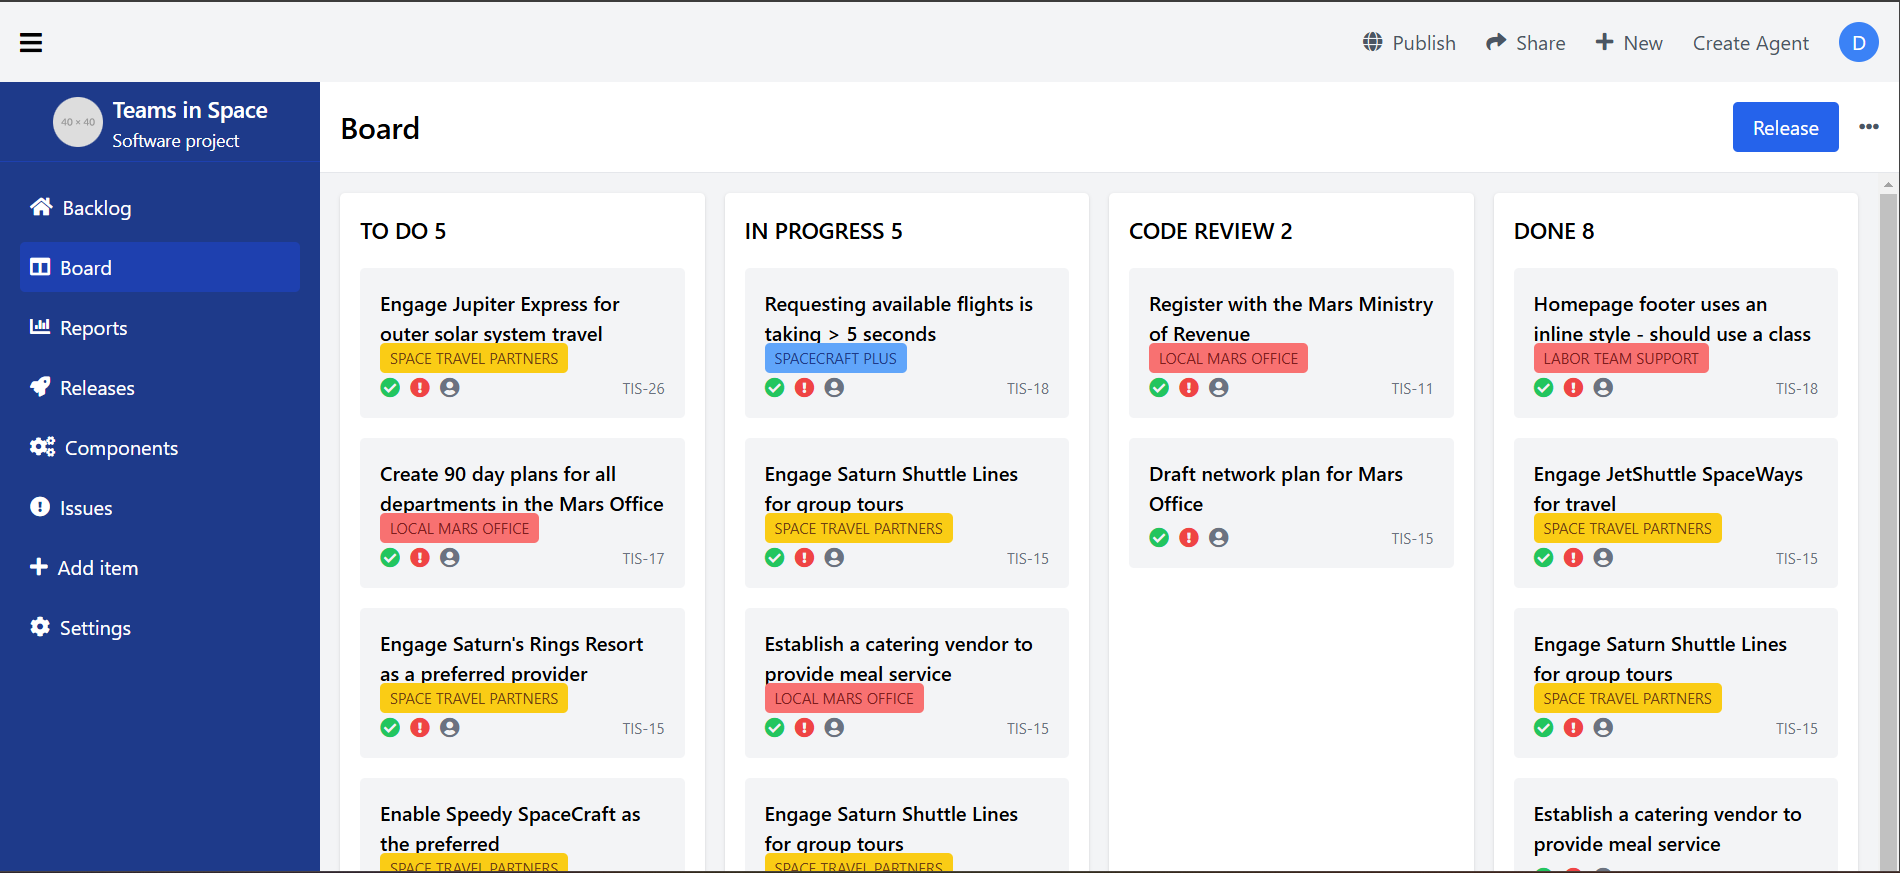 Publish
Share
New
Create Agent
D
40 × 40
Teams in Space
Software project
Backlog
Board
Reports
Releases
Components
Issues
Add item
Settings
Board
Release
TO DO 5
Engage Jupiter Express for
outer solar system travel
SPACE TRAVEL PARTNERS
TIS-26
Create 90 day plans for all
departments in the Mars Office
LOCAL MARS OFFICE
TIS-17
Engage Saturn's Rings Resort
as a preferred provider
SPACE TRAVEL PARTNERS
TIS-15
Enable Speedy SpaceCraft as
the preferred
SPACE TRAVEL PARTNERS
IN PROGRESS 5
Requesting available flights is
taking > 5 seconds
SPACECRAFT PLUS
TIS-18
Engage Saturn Shuttle Lines
for group tours
SPACE TRAVEL PARTNERS
TIS-15
Establish a catering vendor to
provide meal service
LOCAL MARS OFFICE
TIS-15
Engage Saturn Shuttle Lines
for group tours
SPACE TRAVEL PARTNERS
CODE REVIEW 2
Register with the Mars Ministry
of Revenue
LOCAL MARS OFFICE
TIS-11
Draft network plan for Mars
Office
TIS-15
DONE 8
Homepage footer uses an
inline style - should use a class
LABOR TEAM SUPPORT
TIS-18
Engage JetShuttle SpaceWays
for travel
SPACE TRAVEL PARTNERS
TIS-15
Engage Saturn Shuttle Lines
for group tours
SPACE TRAVEL PARTNERS
TIS-15
Establish a catering vendor to
provide meal service